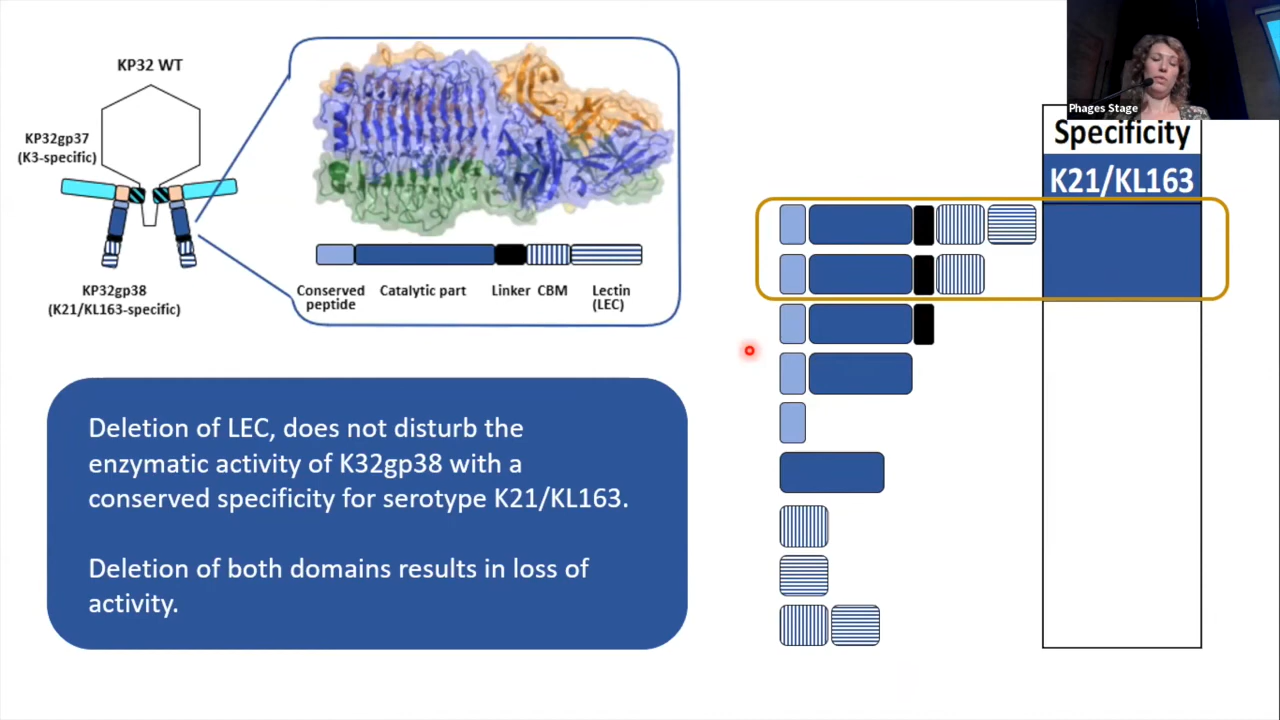 KP32 WT
KP32gp37
(K3-specific)
KP32gp38
(K21/KL163-specific)
Conserved
peptide
Catalytic part
Linker
CBM
Lectin
(LEC)
Deletion of LEC, does not disturb the
enzymatic activity of K32gp38 with a
conserved specificity for serotype K21/KL163.
Deletion of both domains results in loss of
activity.
Phages Stage
Specificity
K21/KL163